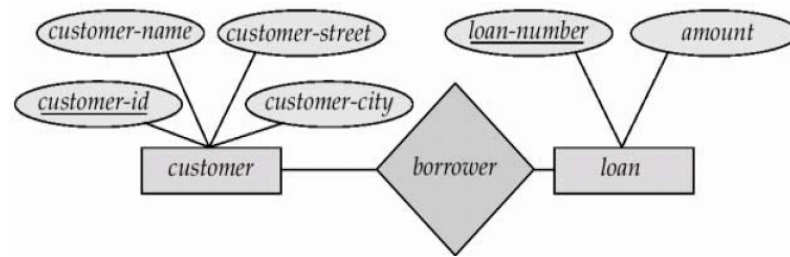 customer-name customer-street loan-number amount
customer-id customer-city
customer borrower loan